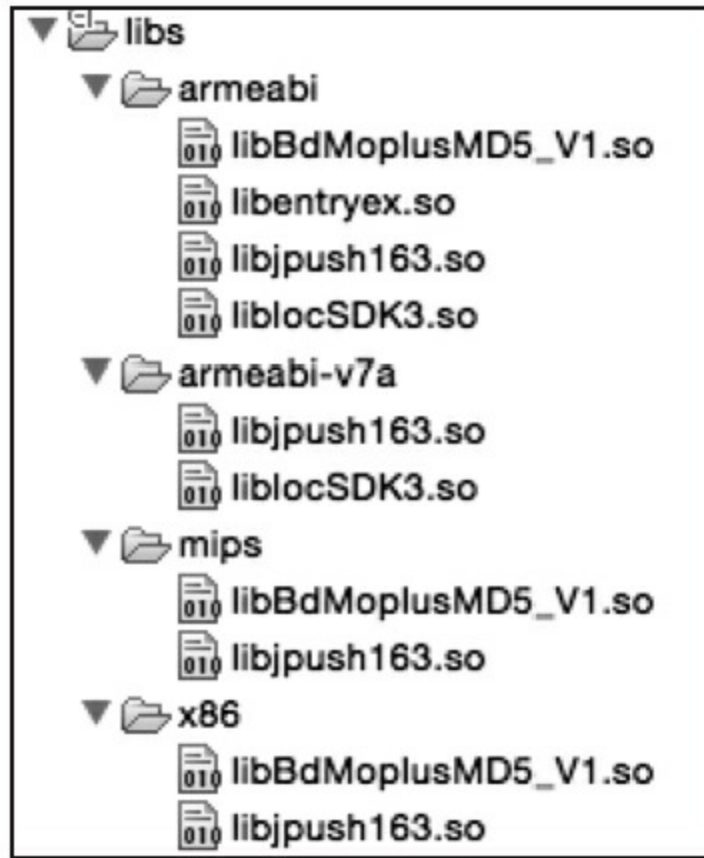 libs
armeabi
libBdMoplusMD5_V1.so
libentryex.so
libjpush163.so
liblocSDK3.so
armeabi-v7a
libjpush163.so
liblocSDK3.so
mips
libBdMoplusMD5_V1.so
libjpush163.so
x86
libBdMoplusMD5_V1.so
libjpush163.so